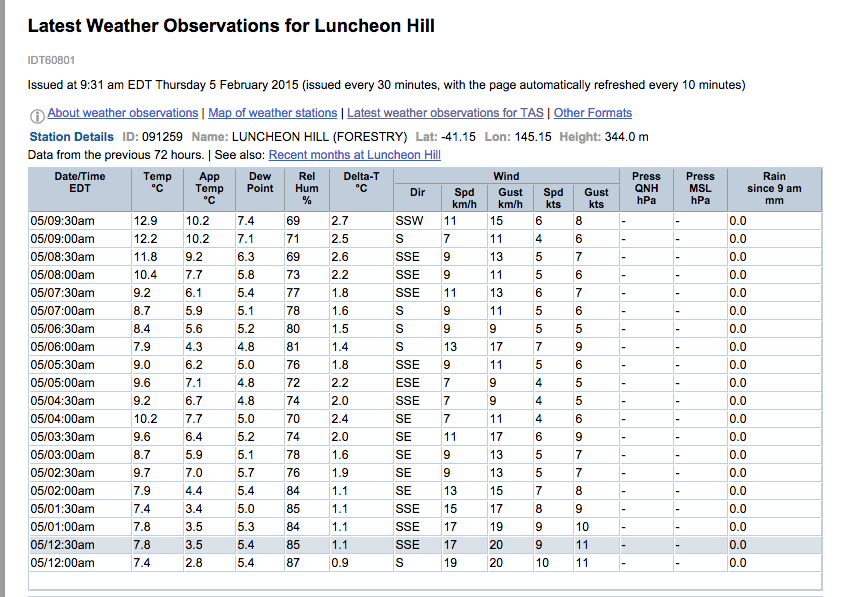 Latest Weather Observations for Luncheon Hill
IDT60801
Issued at 9:31 am EDT Thursday 5 February 2015 (issued every 30 minutes, with the page automatically refreshed every 10 minutes)
About weather observations | Map of weather stations | Latest weather observations for TAS | Other Formats
Station Details ID: 091259 Name: LUNCHEON HILL (FORESTRY) Lat: -41.15 Lon: 145.15 Height: 344.0 m
Data from the previous 72 hours. | See also: Recent months at Luncheon Hill
Date/Time EDT Temp °C App Temp °C Dew Point Rel Hum % Delta-T °C Wind Press QNH hPa Press MSL hPa Rain since 9 am mm
Dir Spd km/h Gust km/h Spd kts Gust kts
05/09:30am 12.9 10.2 7.4 69 2.7 SSW 11 15 6 8 - - 0.0
05/09:00am 12.2 10.2 7.1 71 2.5 S 7 11 4 6 - - 0.0
05/08:30am 11.8 9.2 6.3 69 2.6 SSE 9 13 5 7 - - 0.0
05/08:00am 10.4 7.7 5.8 73 2.2 SSE 9 11 5 6 - - 0.0
05/07:30am 9.2 6.1 5.4 77 1.8 SSE 11 13 6 7 - - 0.0
05/07:00am 8.7 5.9 5.1 78 1.6 S 9 11 5 6 - - 0.0
05/06:30am 8.4 5.6 5.2 80 1.5 S 9 9 5 5 - - 0.0
05/06:00am 7.9 4.3 4.8 81 1.4 S 13 17 7 9 - - 0.0
05/05:30am 9.0 6.2 5.0 76 1.8 SSE 9 11 5 6 - - 0.0
05/05:00am 9.6 7.1 4.8 72 2.2 ESE 7 9 4 5 - - 0.0
05/04:30am 9.2 6.7 4.8 74 2.0 SSE 7 9 4 5 - - 0.0
05/04:00am 10.2 7.7 5.0 70 2.4 SE 7 11 4 6 - - 0.0
05/03:30am 9.6 6.4 5.2 74 2.0 SE 11 17 6 9 - - 0.0
05/03:00am 8.7 5.9 5.1 78 1.6 SE 9 13 5 7 - - 0.0
05/02:30am 9.7 7.0 5.7 76 1.9 SE 9 13 5 7 - - 0.0
05/02:00am 7.9 4.4 5.4 84 1.1 SE 13 15 7 8 - - 0.0
05/01:30am 7.4 3.4 5.0 85 1.1 SSE 15 17 8 9 - - 0.0
05/01:00am 7.8 3.5 5.3 84 1.1 SSE 17 19 9 10 - - 0.0
05/12:30am 7.8 3.5 5.4 85 1.1 SSE 17 20 9 11 - - 0.0
05/12:00am 7.4 2.8 5.4 87 0.9 S 19 20 10 11 - - 0.0